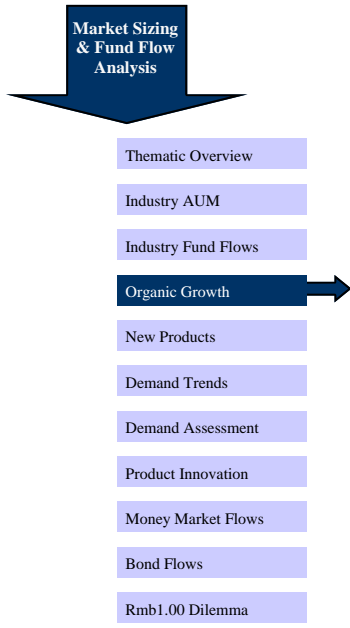 Market Sizing
& Fund Flow
Analysis
Thematic Overview
Industry AUM
Industry Fund Flows
Organic Growth
New Products
Demand Trends
Demand Assessment
Product Innovation
Money Market Flows
Bond Flows
Rmb1.00 Dilemma